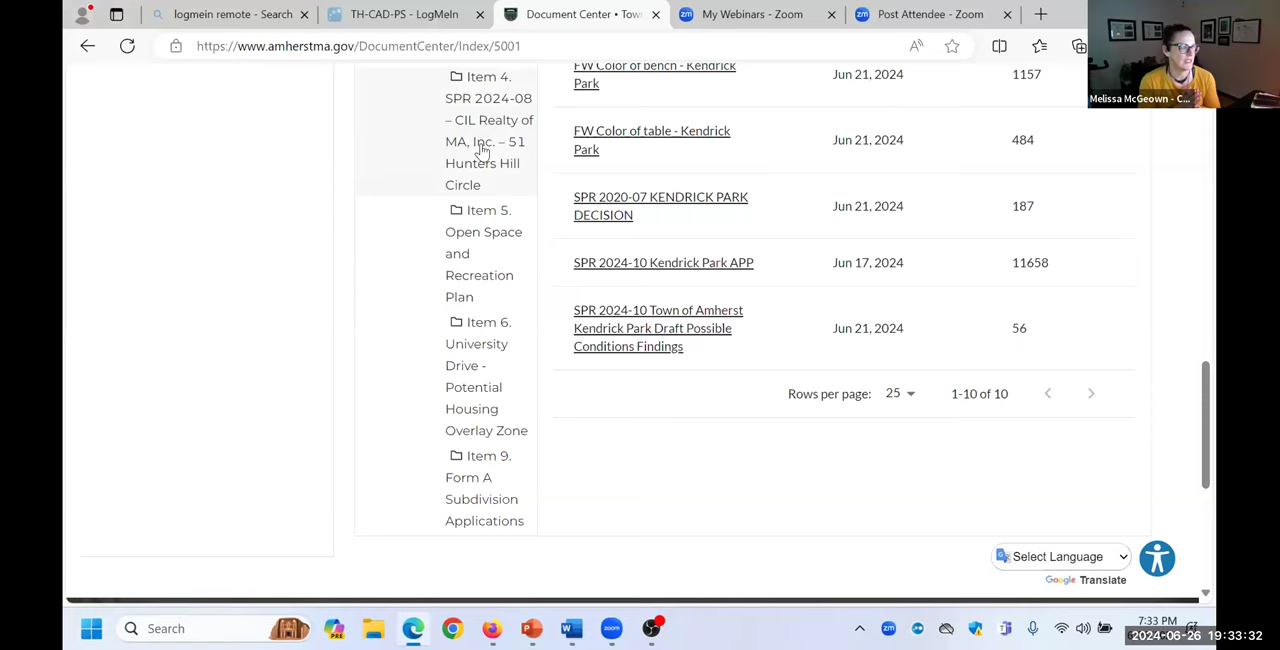 logmein remote - Search
TH-CAD-PS - LogMeIn
Document Center • Tow
My Webinars - Zoom
Post Attendee - Zoom
https://www.amherstma.gov/DocumentCenter/Index/5001
Melissa McGeown - C...
Item 4.
SPR 2024-08
– CIL Realty of
MA, Inc. – 51
Hunters Hill
Circle
Item 5.
Open Space
and
Recreation
Plan
Item 6.
University
Drive -
Potential
Housing
Overlay Zone
Item 9.
Form A
Subdivision
Applications
FW Color of bench - Kendrick
Park
Jun 21, 2024
1157
FW Color of table - Kendrick
Park
Jun 21, 2024
484
SPR 2020-07 KENDRICK PARK
DECISION
Jun 21, 2024
187
SPR 2024-10 Kendrick Park APP
Jun 17, 2024
11658
SPR 2024-10 Town of Amherst
Kendrick Park Draft Possible
Conditions Findings
Jun 21, 2024
56
Rows per page: 25
1-10 of 10
Select Language
Google Translate
Search
7:33 PM
2024-06-26 19:33:32